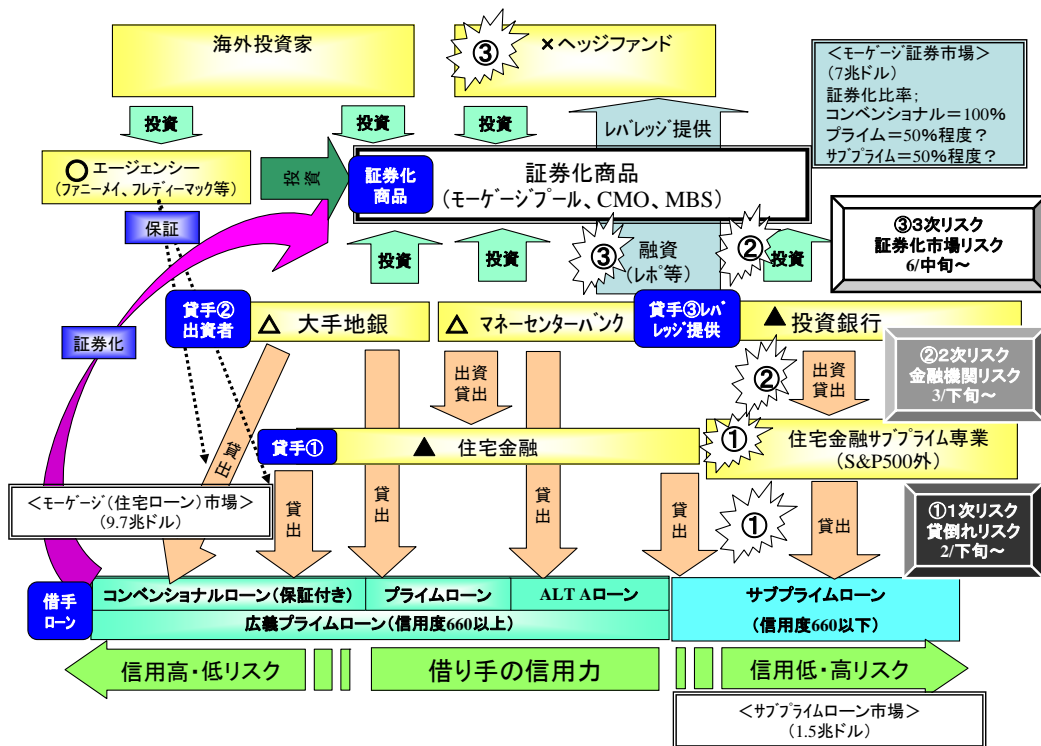 海外投資家
③
×ヘッジファンド
＜モーゲージ証券市場＞
(7兆ドル)
証券化比率;
コンベンショナル＝100%
プライム＝50%程度？
サブプライム＝50%程度？
投資
投資
投資
レバレッジ提供
○エージェンシー
(ファニーメイ、フレディーマック等)
投資
証券化
商品
証券化商品
(モーゲージプール、CMO、MBS)
保証
③３次リスク
証券化市場リスク
6/中旬～
投資
投資
③
融資
(レポ等)
②
投資
貸手②
出資者
△ 大手地銀
△ マネーセンターバンク
貸手③レバ
レッジ提供
▲投資銀行
証券化
②２次リスク
金融機関リスク
3/下旬～
出資
貸出
②
出資
貸出
貸手①
▲ 住宅金融
①
住宅金融サブプライム専業
(S&P500外)
貸出
＜モーゲージ(住宅ローン)市場＞
(9.7兆ドル)
貸出
貸出
貸出
貸出
①
貸出
①１次リスク
貸倒れリスク
2/下旬～
借手
ローン
コンベンショナルローン(保証付き)
プライムローン
ALT Aローン
サブプライムローン
広義プライムローン(信用度660以上)
(信用度660以下)
信用高・低リスク
借り手の信用力
信用低・高リスク
＜サブプライムローン市場＞
(1.5兆ドル)